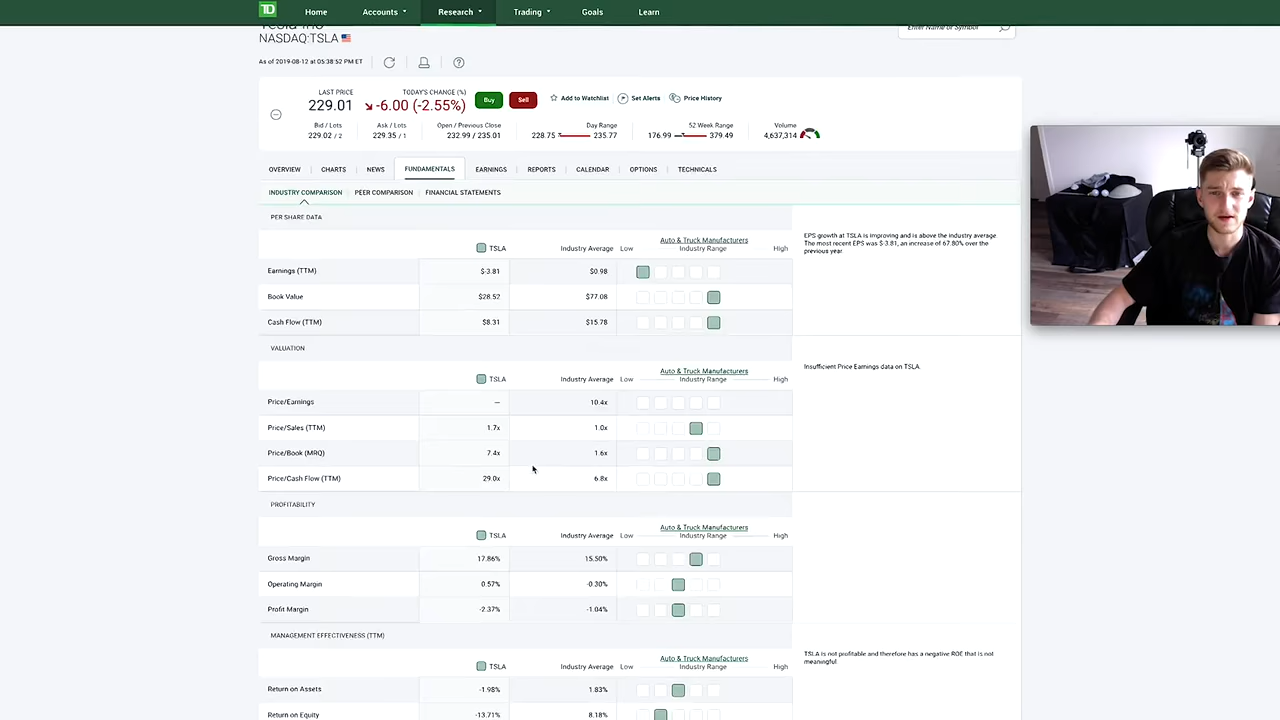 TD Home Accounts Research Trading Goals Learn
Tesla Inc
NASDAQ:TSLA
Enter Name or Symbol
As of 2019-08-12 at 05:38:52 PM ET
LAST PRICE TODAY'S CHANGE (%)
229.01 -6.00 (-2.55%) Buy Sell Add to Watchlist Set Alerts Price History
Bid / Lots Ask / Lots Open / Previous Close Day Range 52 Week Range Volume
229.02 / 2 229.35 / 1 232.99 / 235.01 228.75 235.77 176.99 379.49 4,637,314
OVERVIEW CHARTS NEWS FUNDAMENTALS EARNINGS REPORTS CALENDAR OPTIONS TECHNICALS
INDUSTRY COMPARISON PEER COMPARISON FINANCIAL STATEMENTS
PER SHARE DATA
Auto & Truck Manufacturers
TSLA Industry Average Low Industry Range High
EPS growth at TSLA is improving and is above the industry average.
The most recent EPS was $-3.81, an increase of 67.80% over the
previous year.
Earnings (TTM) $-3.81 $0.98
Book Value $28.52 $77.08
Cash Flow (TTM) $8.31 $15.78
VALUATION
Auto & Truck Manufacturers
TSLA Industry Average Low Industry Range High
Insufficient Price Earnings data on TSLA.
Price/Earnings — 10.4x
Price/Sales (TTM) 1.7x 1.0x
Price/Book (MRQ) 7.4x 1.6x
Price/Cash Flow (TTM) 29.0x 6.8x
PROFITABILITY
Auto & Truck Manufacturers
TSLA Industry Average Low Industry Range High
Gross Margin 17.86% 15.50%
Operating Margin 0.57% -0.30%
Profit Margin -2.37% -1.04%
MANAGEMENT EFFECTIVENESS (TTM)
Auto & Truck Manufacturers
TSLA Industry Average Low Industry Range High
TSLA is not profitable and therefore has a negative ROE that is not
meaningful.
Return on Assets -1.98% 1.83%
Return on Equity -13.71% 8.18%